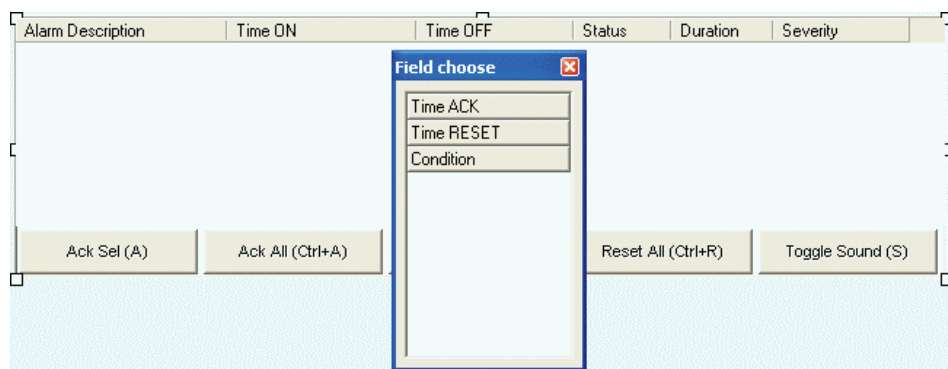 Alarm Description Time ON Time OFF Status Duration Severity
Field choose
Time ACK
Time RESET
Condition
Ack Sel (A) Ack All (Ctrl+A) Reset All (Ctrl+R) Toggle Sound (S)